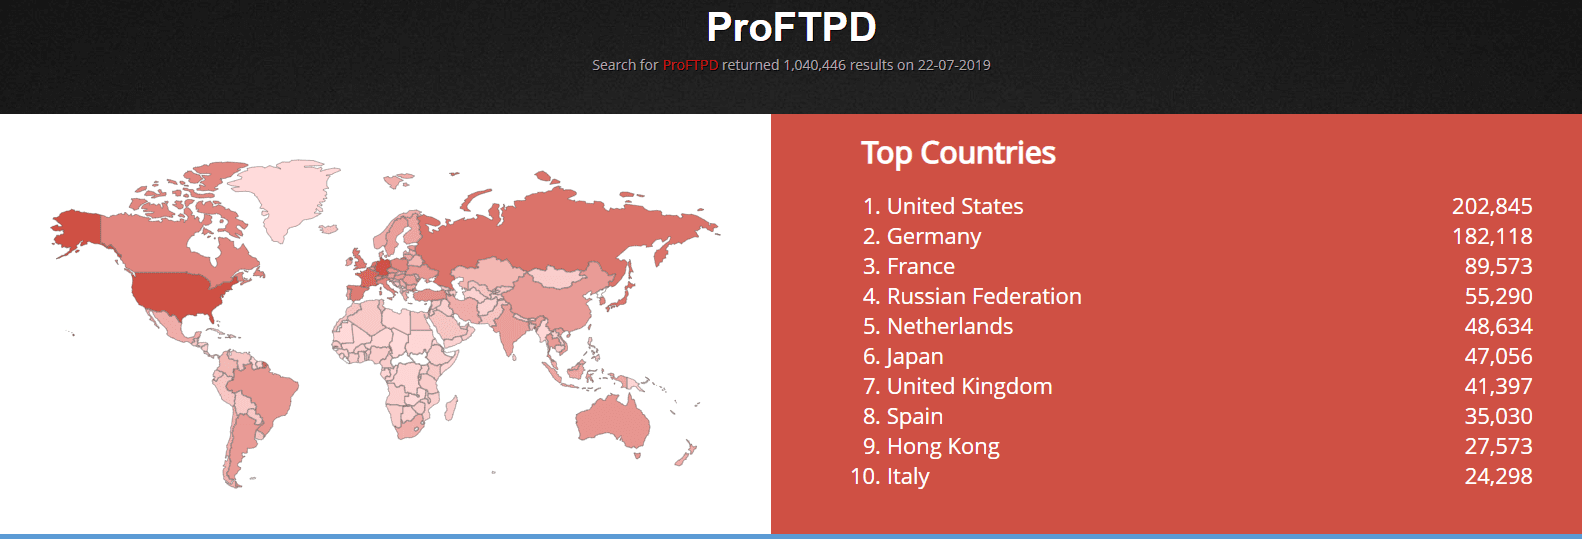 ProFTPD
Search for ProFTPD returned 1,040,446 results on 22-07-2019
Top Countries
1. United States 202,845
2. Germany 182,118
3. France 89,573
4. Russian Federation 55,290
5. Netherlands 48,634
6. Japan 47,056
7. United Kingdom 41,397
8. Spain 35,030
9. Hong Kong 27,573
10. Italy 24,298